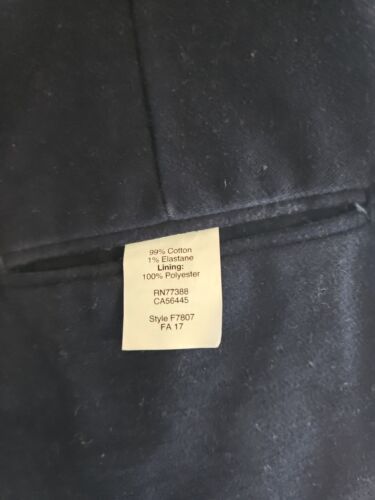 99% Cotton
1% Elastane
Lining:
100% Polyester
RN77388
CA56445
Style F7807
FA 17